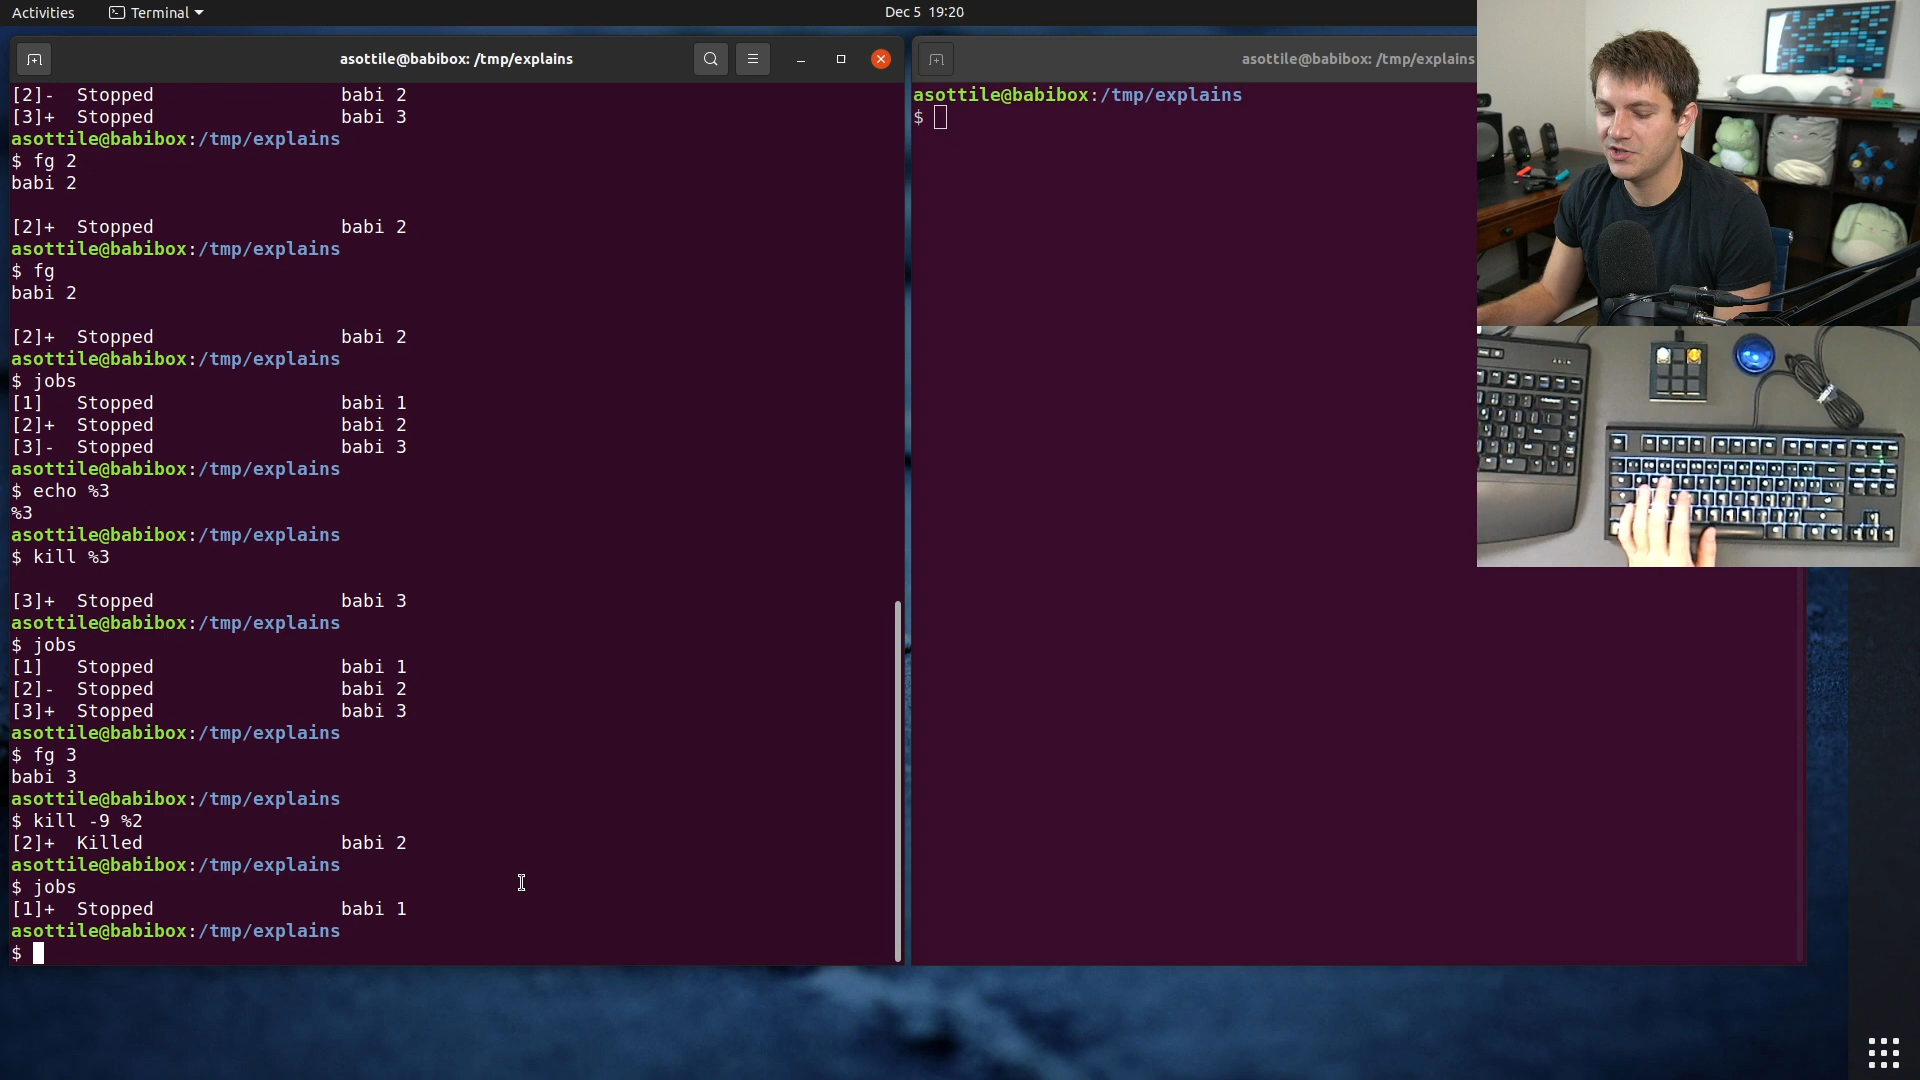 Activities
Terminal
Dec 5 19:20
asottile@babibox: /tmp/explains
[2]-  Stopped                 babi 2
[3]+  Stopped                 babi 3
asottile@babibox:/tmp/explains
$ fg 2
babi 2
[2]+  Stopped                 babi 2
asottile@babibox:/tmp/explains
$ fg
babi 2
[2]+  Stopped                 babi 2
asottile@babibox:/tmp/explains
$ jobs
[1]   Stopped                 babi 1
[2]+  Stopped                 babi 2
[3]-  Stopped                 babi 3
asottile@babibox:/tmp/explains
$ echo %3
%3
asottile@babibox:/tmp/explains
$ kill %3
[3]+  Stopped                 babi 3
asottile@babibox:/tmp/explains
$ jobs
[1]   Stopped                 babi 1
[2]-  Stopped                 babi 2
[3]+  Stopped                 babi 3
asottile@babibox:/tmp/explains
$ fg 3
babi 3
asottile@babibox:/tmp/explains
$ kill -9 %2
[2]+  Killed                  babi 2
asottile@babibox:/tmp/explains
$ jobs
[1]+  Stopped                 babi 1
asottile@babibox:/tmp/explains
$
asottile@babibox: /tmp/explains
asottile@babibox:/tmp/explains
$